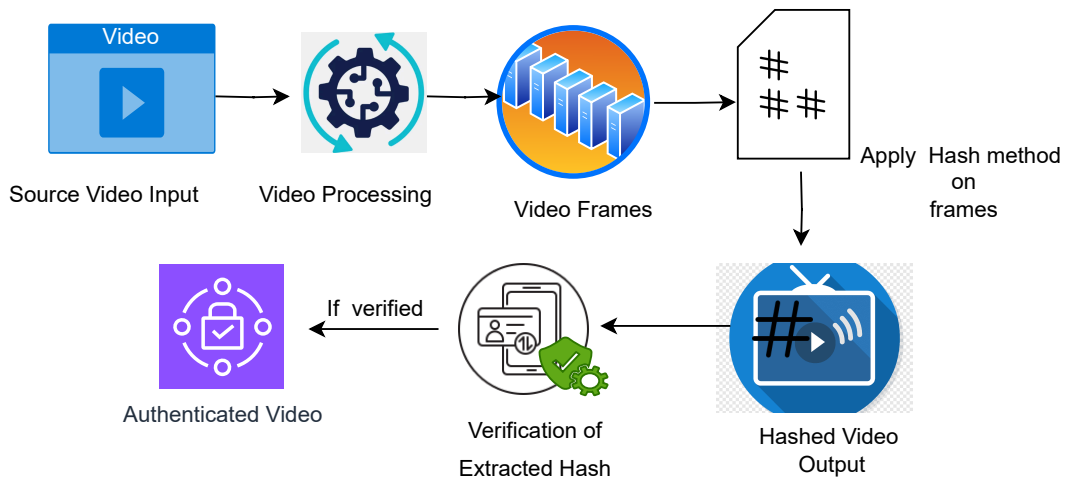 Video
Source Video Input
Video Processing
Video Frames
Apply Hash method
on
frames
If verified
Authenticated Video
Verification of
Extracted Hash
Hashed Video
Output